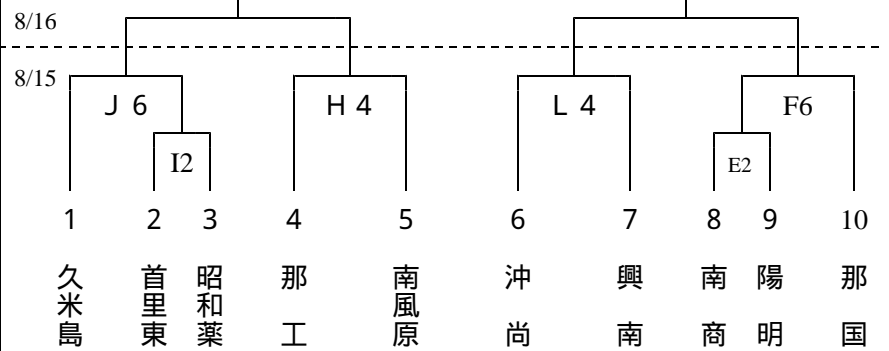 8/16
8/15
J 6
H 4
L 4
F6
I2
E2
1
2
3
4
5
6
7
8
9
10
久米島
首里東
昭和薬
那工
南風原
沖尚
興南
南商
陽明
那国